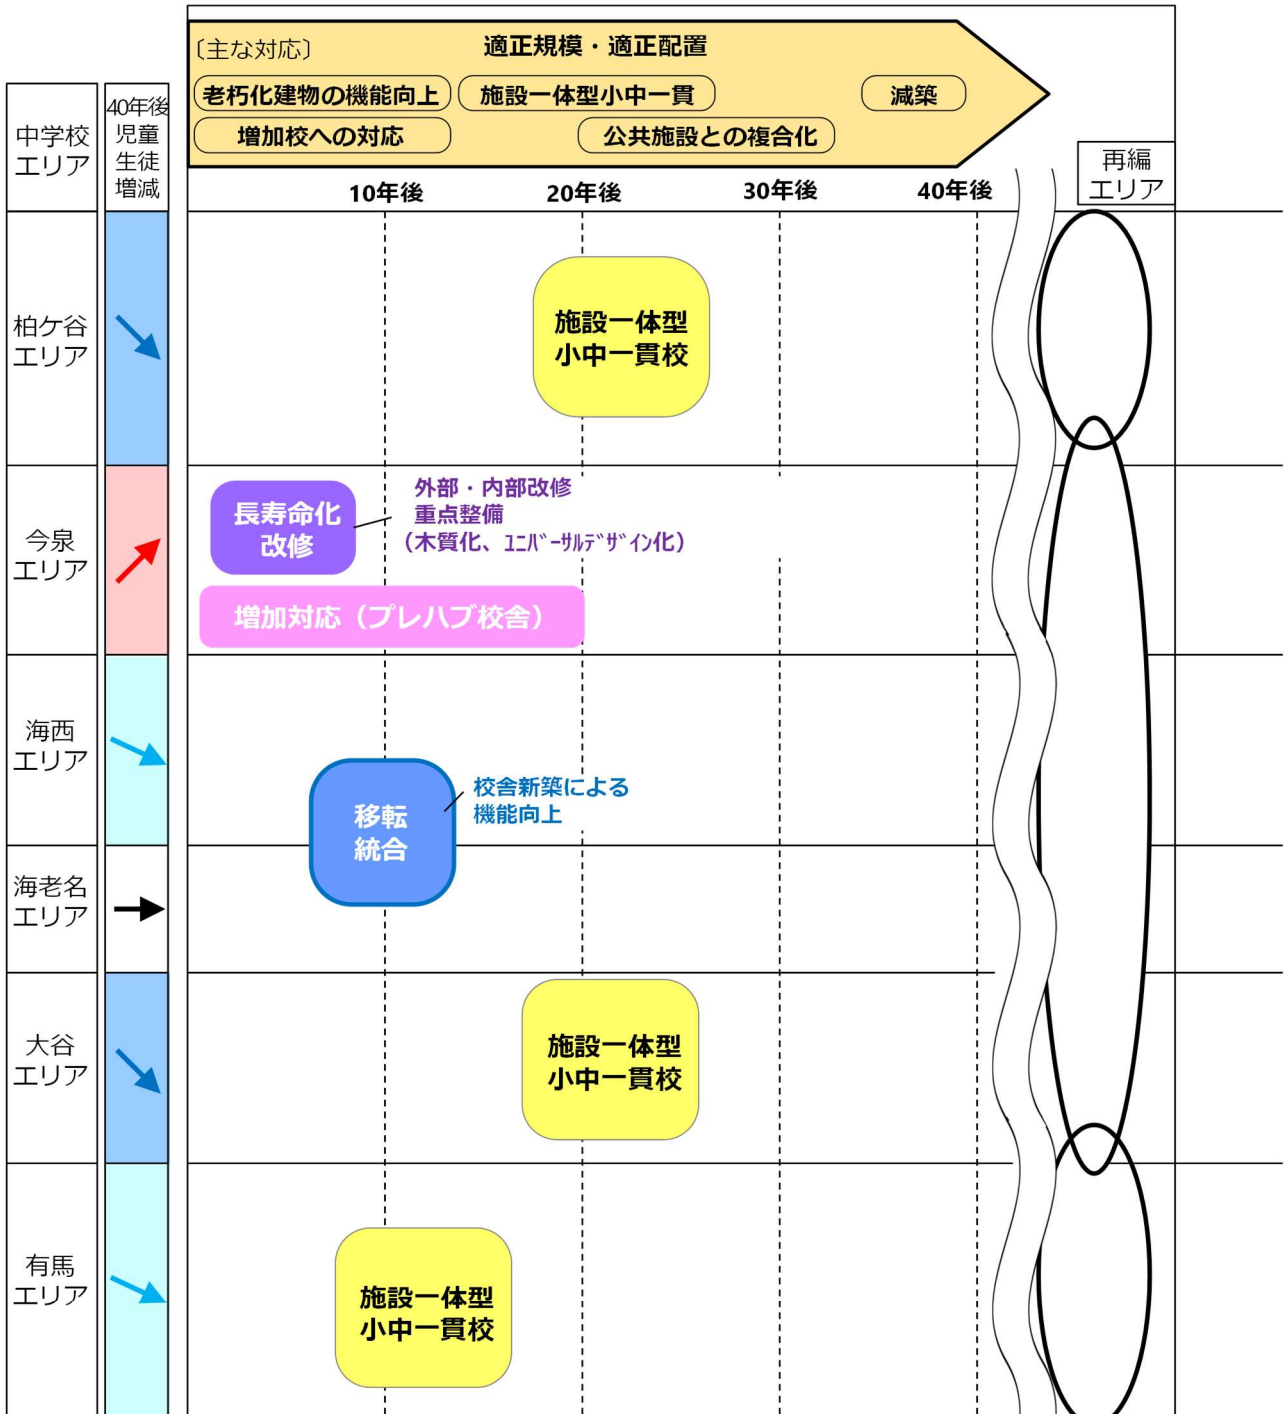 〔主な対応〕
適正規模・適正配置
老朽化建物の機能向上
施設一体型小中一貫
減築
増加校への対応
公共施設との複合化
中学校
エリア
40年後
児童
生徒
増減
10年後
20年後
30年後
40年後
再編
エリア
柏ケ谷
エリア
施設一体型
小中一貫校
今泉
エリア
長寿命化
改修
外部・内部改修
重点整備
（木質化、ﾕﾆﾊﾞｰｻﾙﾃﾞｻﾞｲﾝ化）
増加対応（プレハブ校舎）
海西
エリア
移転
統合
校舎新築による
機能向上
海老名
エリア
大谷
エリア
施設一体型
小中一貫校
有馬
エリア
施設一体型
小中一貫校